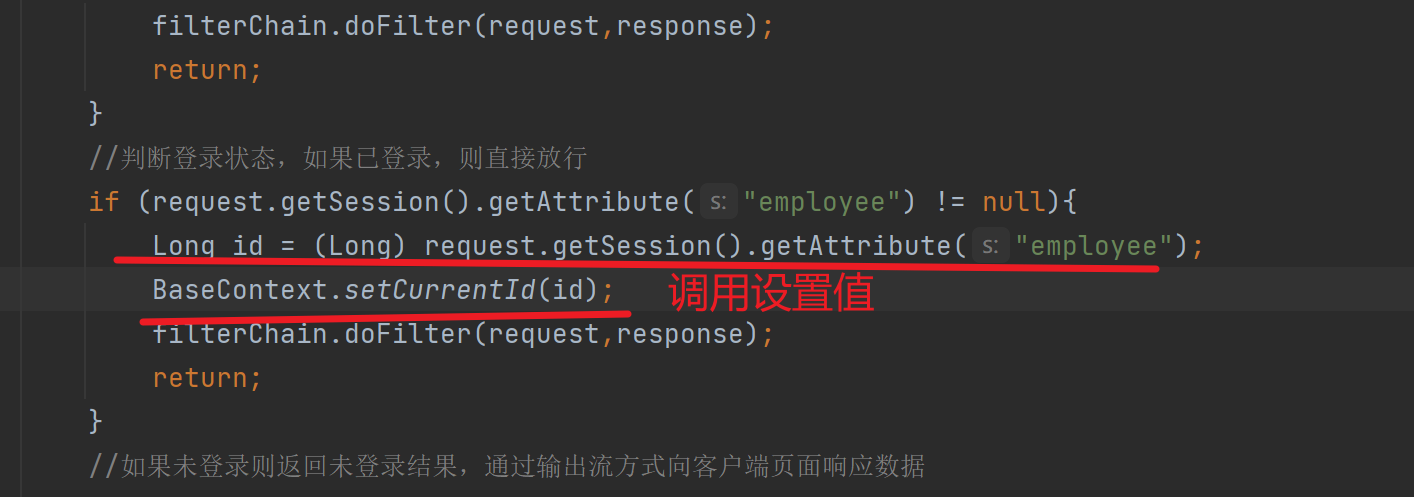 filterChain.doFilter(request,response);
return;
}
//判断登录状态，如果已登录，则直接放行
if (request.getSession().getAttribute( s: "employee") != null){
Long id = (Long) request.getSession().getAttribute( s: "employee");
BaseContext.setCurrentId(id); 调用设置值
filterChain.doFilter(request,response);
return;
}
//如果未登录则返回未登录结果，通过输出流方式向客户端页面响应数据